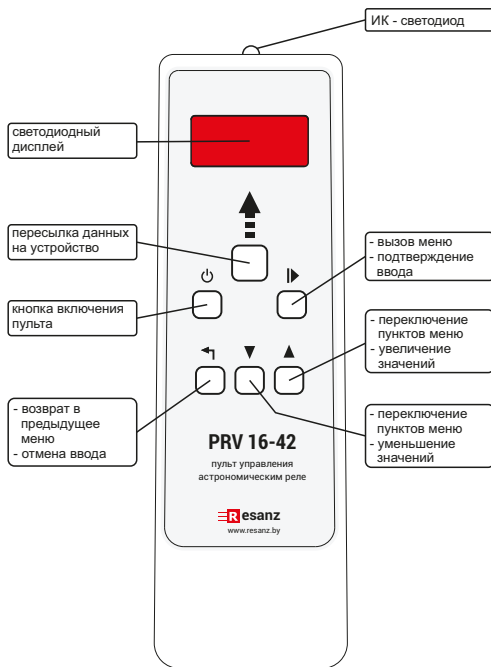 ИК - светодиод
светодиодный
дисплей
пересылка данных
на устройство
- вызов меню
- подтверждение
ввода
кнопка включения
пульта
- переключение
пунктов меню
- увеличение
значений
- возврат в
предыдущее
меню
- отмена ввода
- переключение
пунктов меню
- уменьшение
значений
PRV 16-42
пульт управления
астрономическим реле
Resanz
www.resanz.by